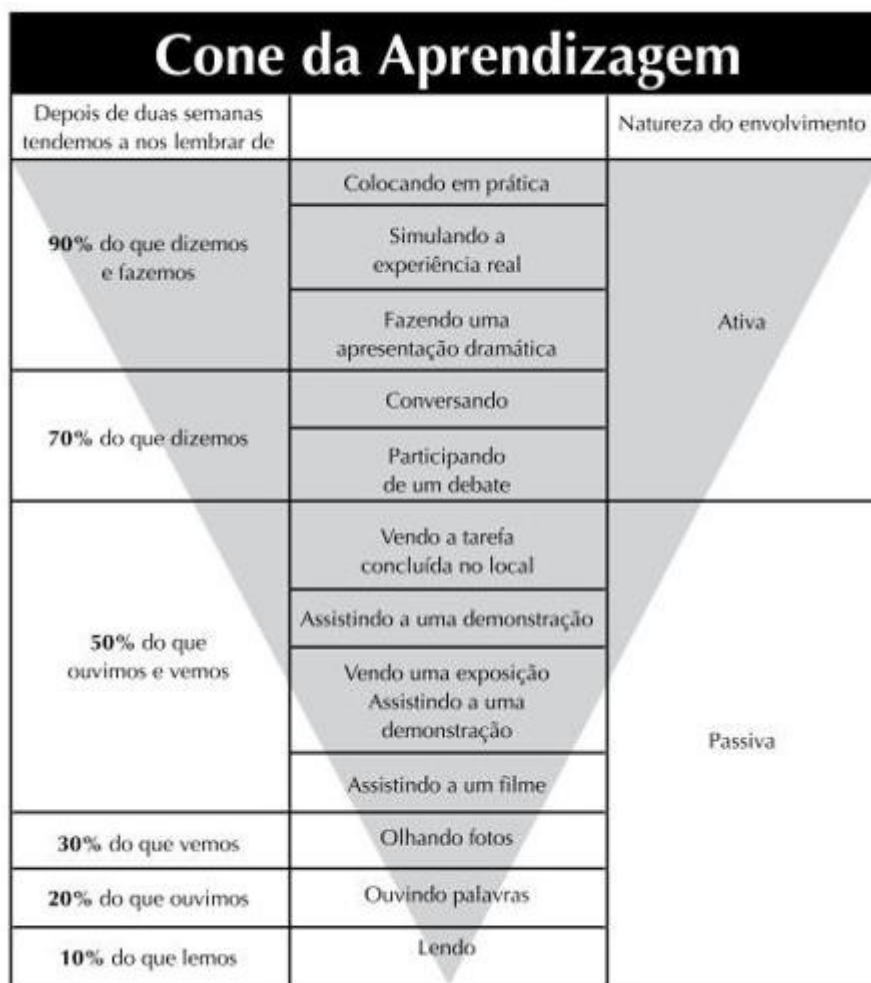 Cone da Aprendizagem
Depois de duas semanas
tendemos a nos lembrar de
Natureza do envolvimento
90% do que dizemos
e fazemos
Colocando em prática
Simulando a
experiência real
Fazendo uma
apresentação dramática
Ativa
70% do que dizemos
Conversando
Participando
de um debate
50% do que
ouvimos e vemos
Vendo a tarefa
concluída no local
Assistindo a uma demonstração
Vendo uma exposição
Assistindo a uma
demonstração
Assistindo a um filme
Passiva
30% do que vemos
Olhando fotos
20% do que ouvimos
Ouvindo palavras
10% do que lemos
Lendo